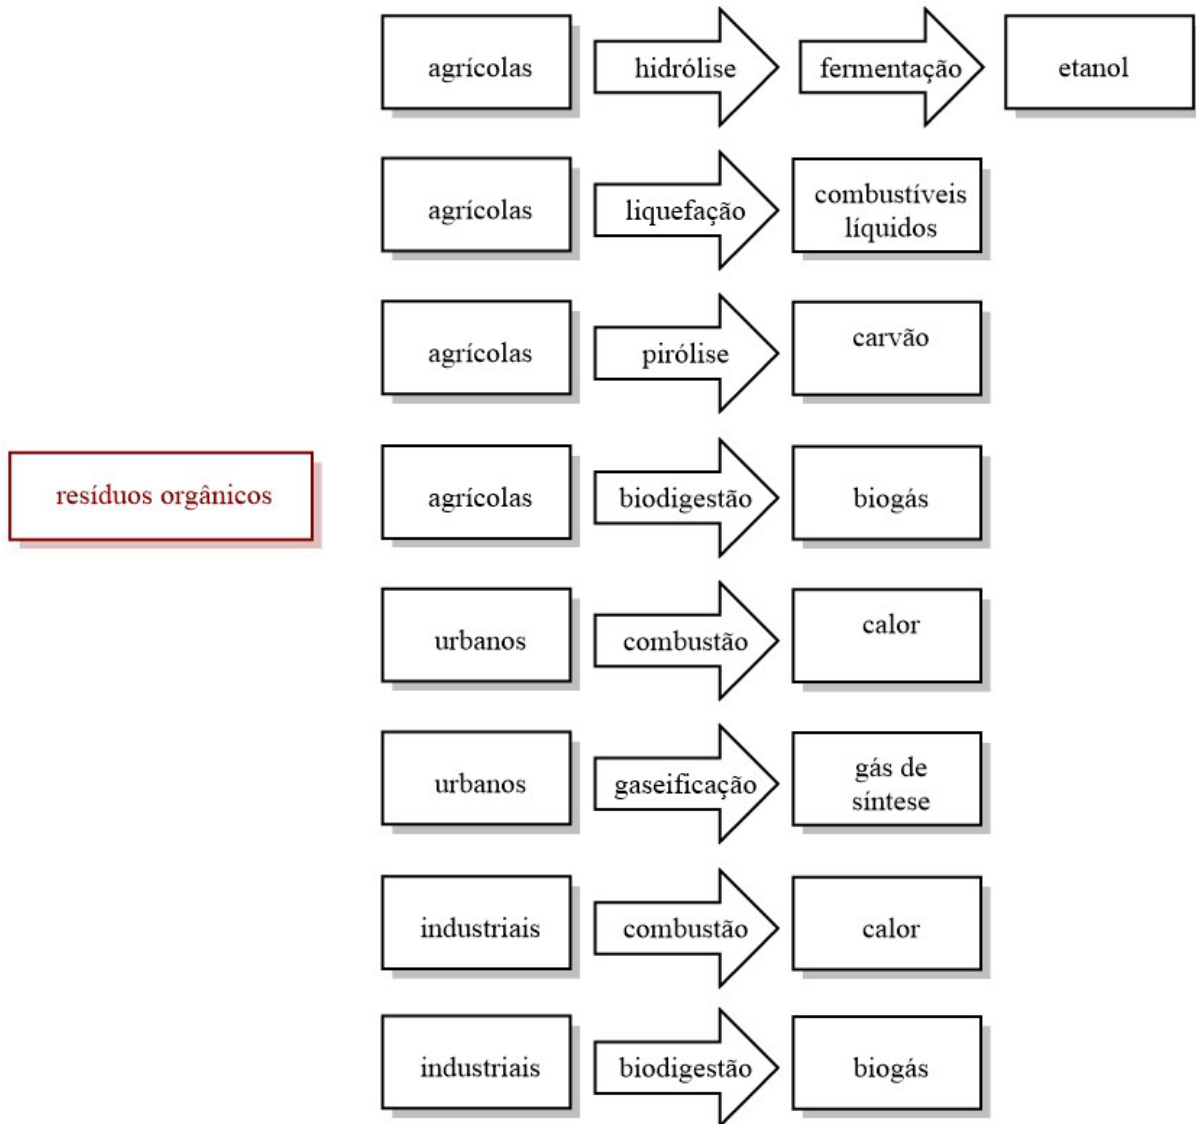 agrícolas
hidrólise
fermentação
etanol
agrícolas
liquefação
combustíveis
líquidos
agrícolas
pirólise
carvão
resíduos orgânicos
agrícolas
biodigestão
biogás
urbanos
combustão
calor
urbanos
gaseificação
gás de
síntese
industriais
combustão
calor
industriais
biodigestão
biogás